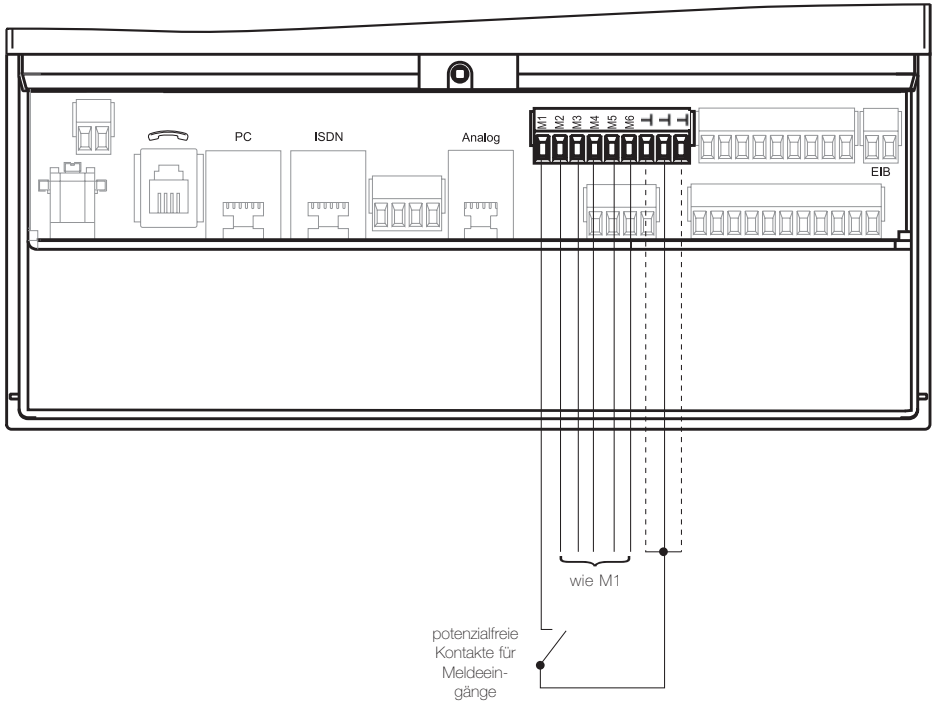 PC
ISDN
Analog
M1
M2
M3
M4
M5
M6
EIB
wie M1
potenzialfreie
Kontakte für
Meldeein-
gänge